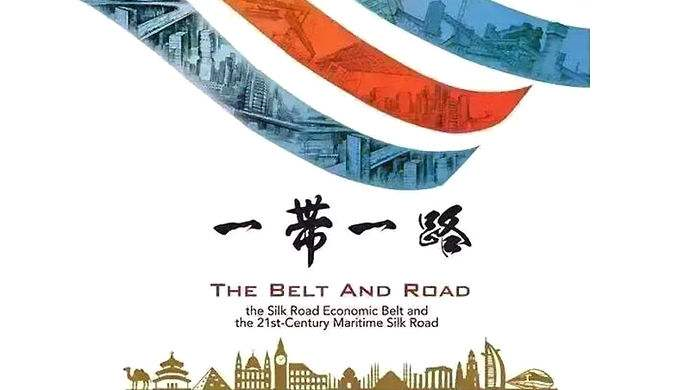 一带一路
THE BELT AND ROAD
the Silk Road Economic Belt and
the 21st-Century Maritime Silk Road